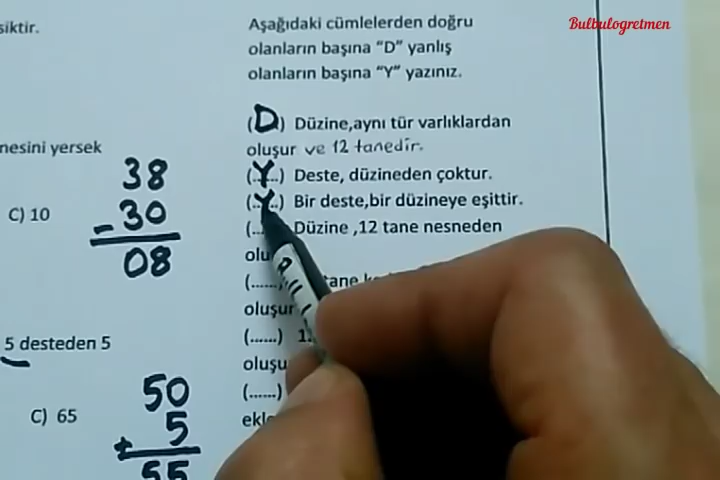 Bulbulogretmen
siktir.
nesini yersek
C) 10
38
- 30
08
5 desteden 5
C) 65
50
+ 5
55
Aşağıdaki cümlelerden doğru
olanların başına “D” yanlış
olanların başına “Y” yazınız.
(D) Düzine,aynı tür varlıklardan
oluşur ve 12 tanedir.
(.Y..) Deste, düzineden çoktur.
(..Y..) Bir deste,bir düzineye eşittir.
(... Düzine ,12 tane nesneden
olu
(......) tane
oluşur
(......) 1
oluşu
(......)
ekle